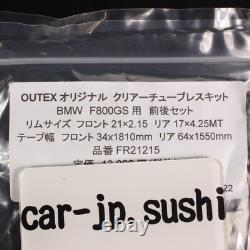 OUTEX オリジナル クリアーチューブレスキット
BMW F800GS 用 前後セット
リムサイズ フロント 21×2.15 リア 17×4.25MT
テープ幅 フロント 34x1810mm リア 64x1550mm
品番 FR21215
22
car-jp.sushi